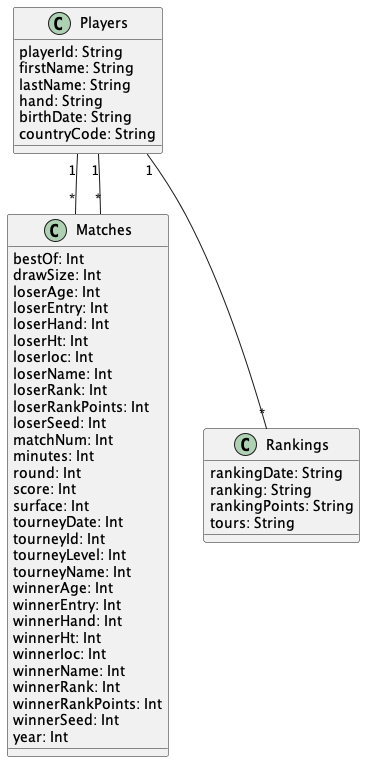 C Players
playerId: String
firstName: String
lastName: String
hand: String
birthDate: String
countryCode: String
1 1 1
* *
C Matches
bestOf: Int
drawSize: Int
loserAge: Int
loserEntry: Int
loserHand: Int
loserHt: Int
loserIoc: Int
loserName: Int
loserRank: Int
loserRankPoints: Int
loserSeed: Int
matchNum: Int
minutes: Int
round: Int
score: Int
surface: Int
tourneyDate: Int
tourneyId: Int
tourneyLevel: Int
tourneyName: Int
winnerAge: Int
winnerEntry: Int
winnerHand: Int
winnerHt: Int
winnerIoc: Int
winnerName: Int
winnerRank: Int
winnerRankPoints: Int
winnerSeed: Int
year: Int
*
C Rankings
rankingDate: String
ranking: String
rankingPoints: String
tours: String